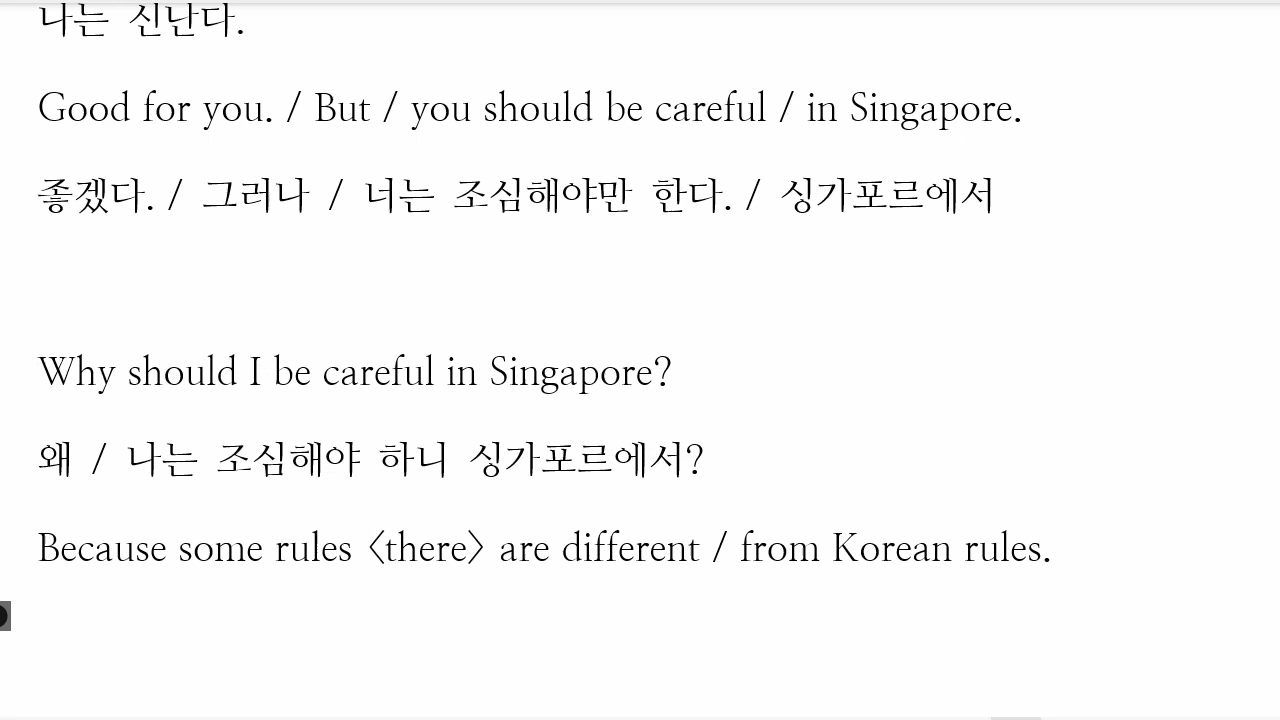 나는 신난다.
Good for you. / But / you should be careful / in Singapore.
좋겠다. / 그러나 / 너는 조심해야만 한다. / 싱가포르에서
Why should I be careful in Singapore?
왜 / 나는 조심해야 하니 싱가포르에서?
Because some rules <there> are different / from Korean rules.